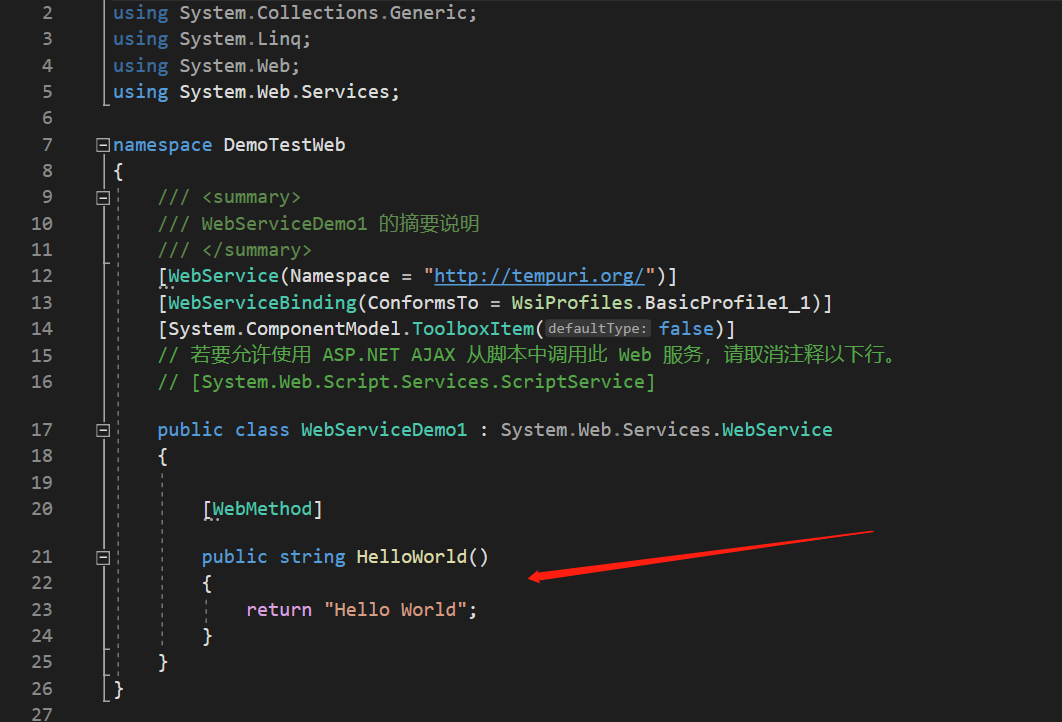 2 using System.Collections.Generic;
3 using System.Linq;
4 using System.Web;
5 using System.Web.Services;
6
7 namespace DemoTestWeb
8 {
9 /// <summary>
10 /// WebServiceDemo1 的摘要说明
11 /// </summary>
12 [WebService(Namespace = "http://tempuri.org/")]
13 [WebServiceBinding(ConformsTo = WsiProfiles.BasicProfile1_1)]
14 [System.ComponentModel.ToolboxItem(defaultType: false)]
15 // 若要允许使用 ASP.NET AJAX 从脚本中调用此 Web 服务，请取消注释以下行。
16 // [System.Web.Script.Services.ScriptService]
17 public class WebServiceDemo1 : System.Web.Services.WebService
18 {
19
20 [WebMethod]
21 public string HelloWorld()
22 {
23 return "Hello World";
24 }
25 }
26 }
27